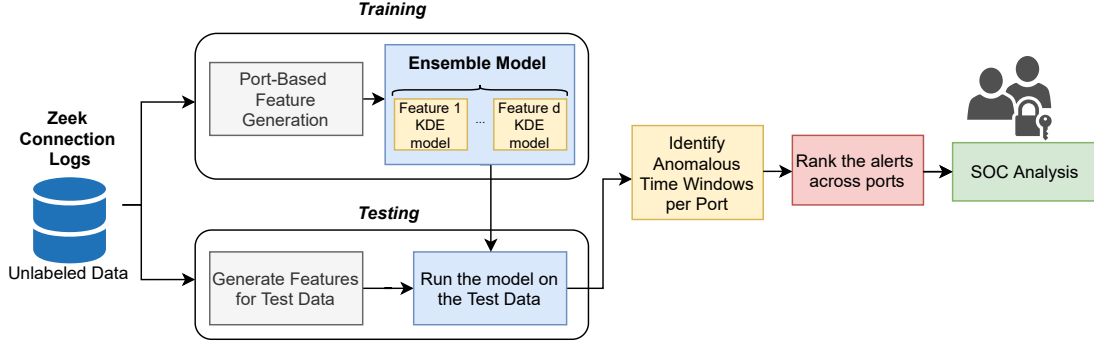 Training
Port-Based
Feature
Generation
Ensemble Model
Feature 1
KDE
model
...
Feature d
KDE
model
Zeek
Connection
Logs
Unlabeled Data
Testing
Generate Features
for Test Data
Run the model on
the Test Data
Identify
Anomalous
Time Windows
per Port
Rank the alerts
across ports
SOC Analysis